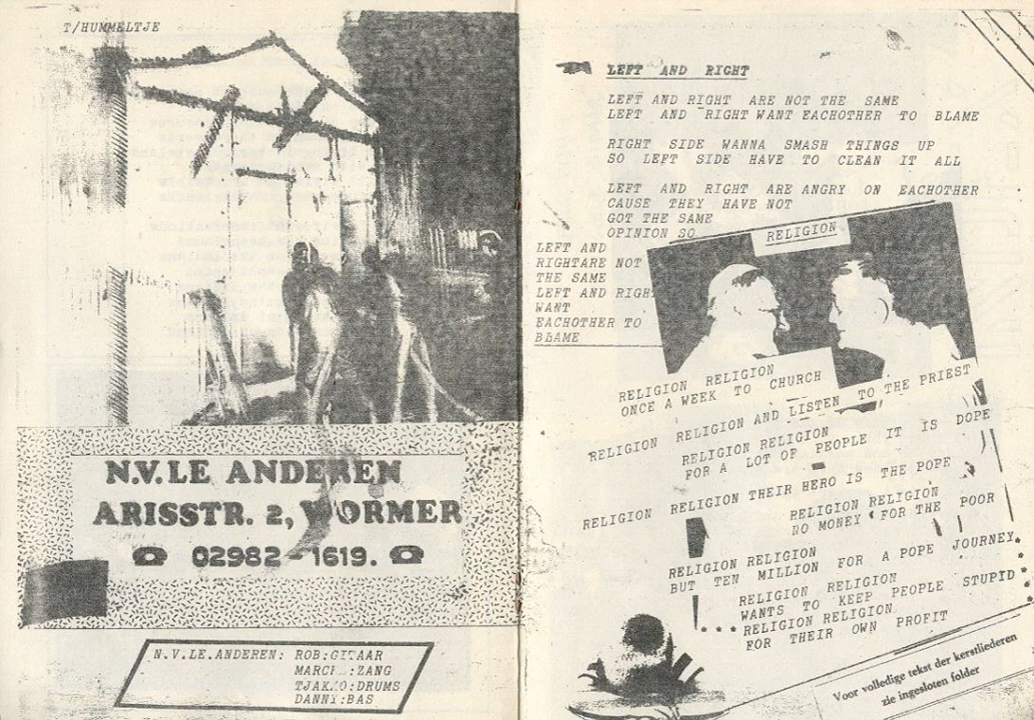 T/HUMMELTJE
N.V.LE ANDEREN
ARISSTR. 2, WORMER
☎ 02982-1619. ☎
N.V.LE.ANDEREN: ROB:GITAAR
:ZANG
:DRUMS
DANNY:BAS
LEFT AND RIGHT
LEFT AND RIGHT ARE NOT THE SAME
LEFT AND RIGHT WANT EACHOTHER TO BLAME
RIGHT SIDE WANNA SMASH THINGS UP
SO LEFT SIDE HAVE TO CLEAN IT ALL
LEFT AND RIGHT ARE ANGRY ON EACHOTHER
CAUSE THEY HAVE NOT
GOT THE SAME
OPINION SO
LEFT AND
RIGHTARE NOT
THE SAME
LEFT AND RIGHT
WANT
EACHOTHER TO
BLAME
RELIGION
RELIGION RELIGION
ONCE A WEEK TO CHURCH
RELIGION RELIGION AND LISTEN TO THE PRIEST
RELIGION RELIGION
FOR A LOT OF PEOPLE IT IS DOPE
RELIGION RELIGION THEIR HERO IS THE POPE
RELIGION RELIGION
NO MONEY FOR THE POOR
RELIGION RELIGION
BUT TEN MILLION FOR A POPE JOURNEY
RELIGION RELIGION
WANTS TO KEEP PEOPLE STUPID
RELIGION RELIGION
FOR THEIR OWN PROFIT
Voor volledige tekst der kerstliederen
zie ingesloten folder